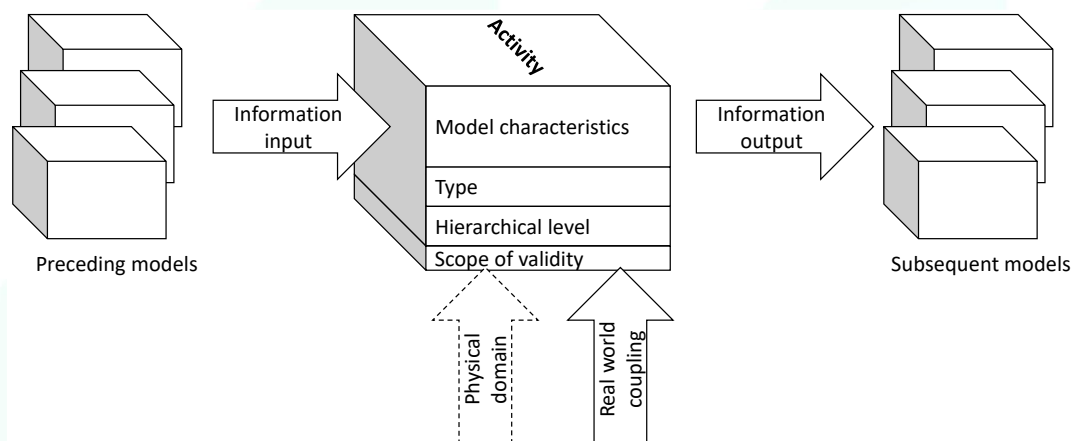 Activity
Information
input
Model characteristics
Information
output
Type
Hierarchical level
Scope of validity
Preceding models
Subsequent models
Physical
domain
Real world
coupling